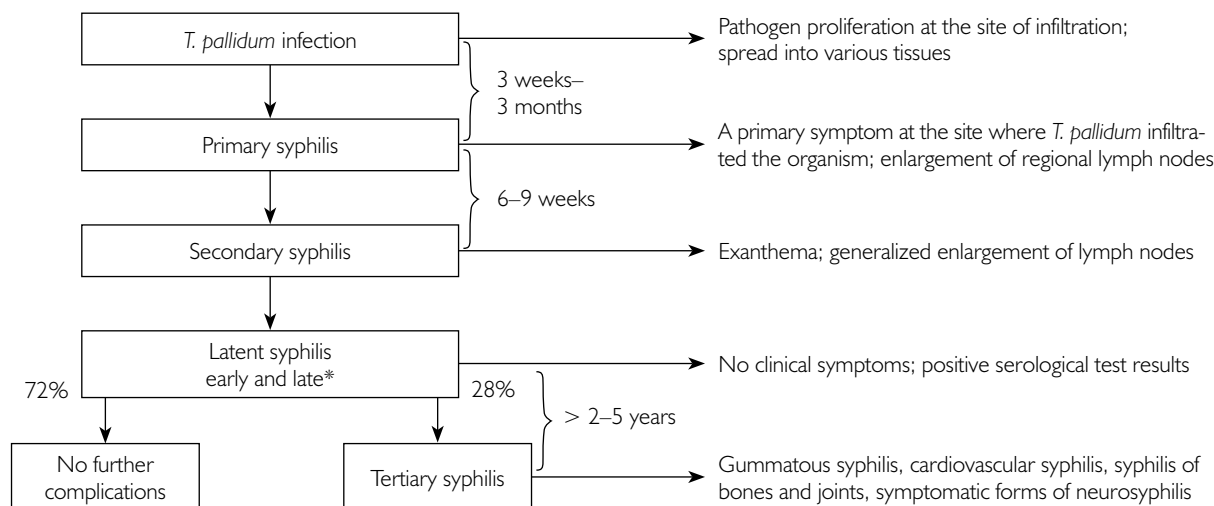 T. pallidum infection
Pathogen proliferation at the site of infiltration;
spread into various tissues
3 weeks–
3 months
Primary syphilis
A primary symptom at the site where T. pallidum infiltra-
ted the organism; enlargement of regional lymph nodes
6–9 weeks
Secondary syphilis
Exanthema; generalized enlargement of lymph nodes
Latent syphilis
early and late*
No clinical symptoms; positive serological test results
72%
28%
> 2–5 years
No further
complications
Tertiary syphilis
Gummatous syphilis, cardiovascular syphilis, syphilis of
bones and joints, symptomatic forms of neurosyphilis